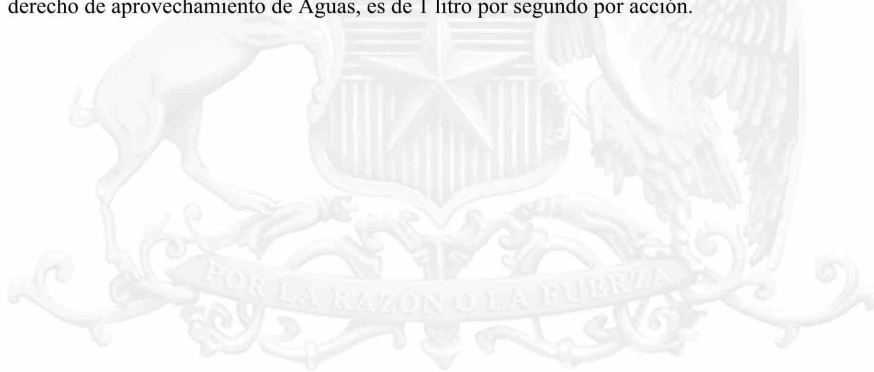 derecho de aprovechamiento de Aguas, es de 1 litro por segundo por acción.
POR LA RAZON O LA FUERZA